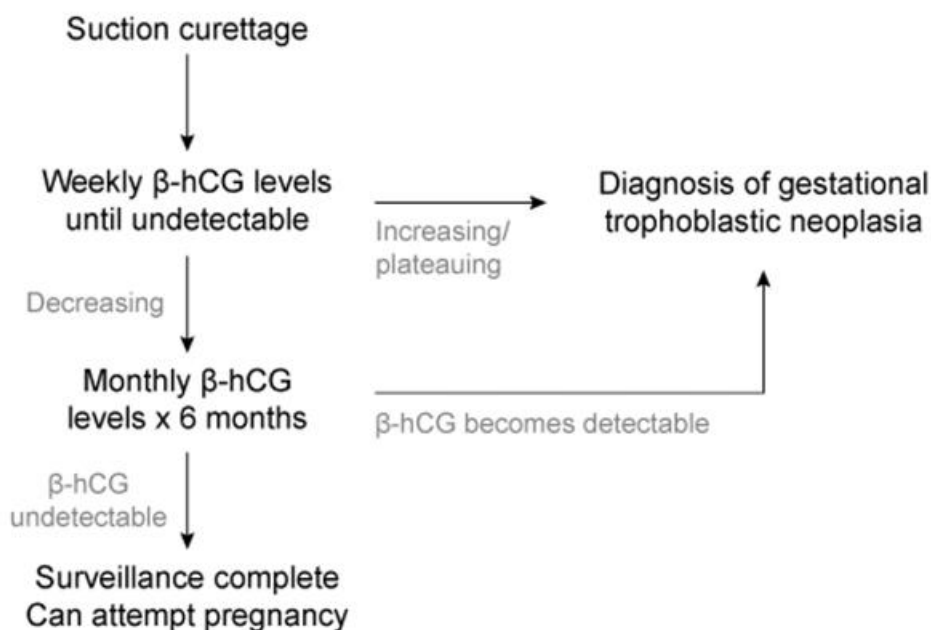 Suction curettage
Weekly β-hCG levels
until undetectable
Increasing/
plateauing
Diagnosis of gestational
trophoblastic neoplasia
Decreasing
Monthly β-hCG
levels x 6 months
β-hCG becomes detectable
β-hCG
undetectable
Surveillance complete
Can attempt pregnancy